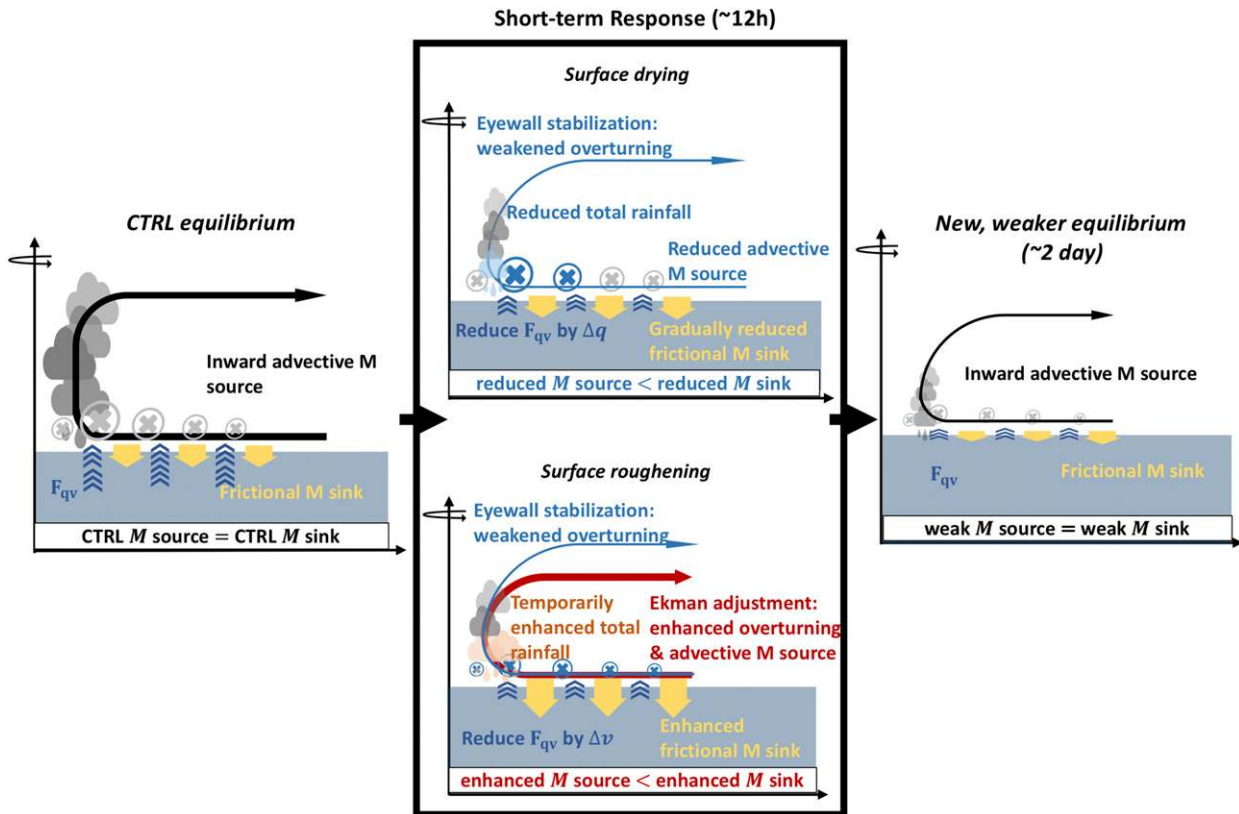 Short-term Response (~12h)
CTRL equilibrium
Inward advective M
source
F_qv
Frictional M sink
CTRL M source = CTRL M sink
Surface drying
Eyewall stabilization:
weakened overturning
Reduced total rainfall
Reduced advective
M source
Reduce F_qv by Δq
Gradually reduced
frictional M sink
reduced M source < reduced M sink
Surface roughening
Eyewall stabilization:
weakened overturning
Temporarily
enhanced total
rainfall
Ekman adjustment:
enhanced overturning
& advective M source
Reduce F_qv by Δv
Enhanced
frictional M sink
enhanced M source < enhanced M sink
New, weaker equilibrium
(~2 day)
Inward advective M source
F_qv
Frictional M sink
weak M source = weak M sink